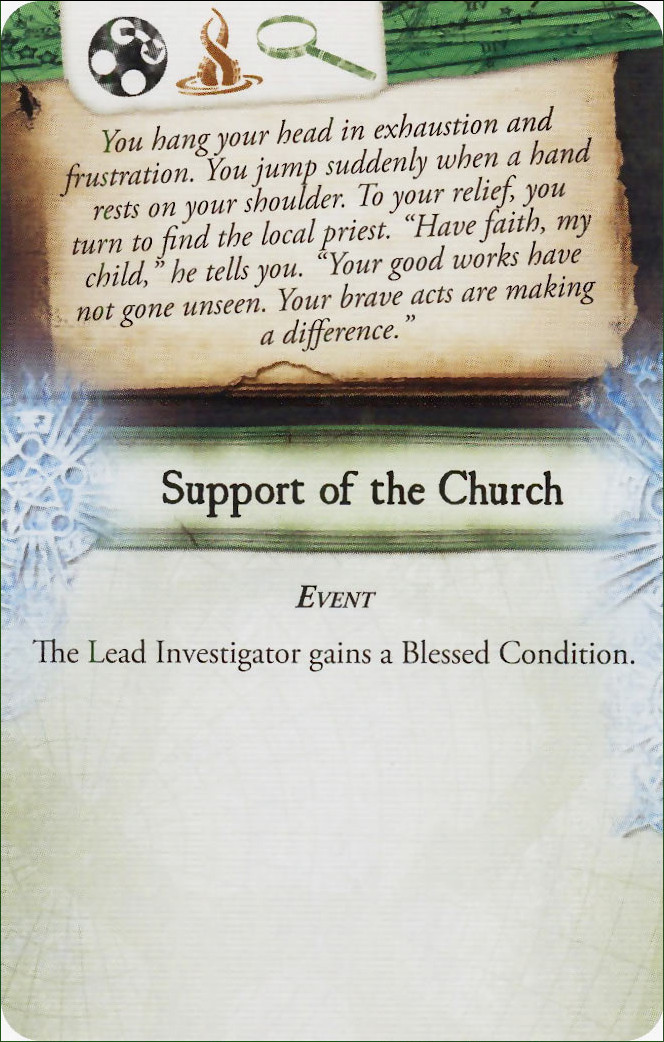 You hang your head in exhaustion and
frustration. You jump suddenly when a hand
rests on your shoulder. To your relief, you
turn to find the local priest. “Have faith, my
child,” he tells you. “Your good works have
not gone unseen. Your brave acts are making
a difference.”
Support of the Church
Event
The Lead Investigator gains a Blessed Condition.